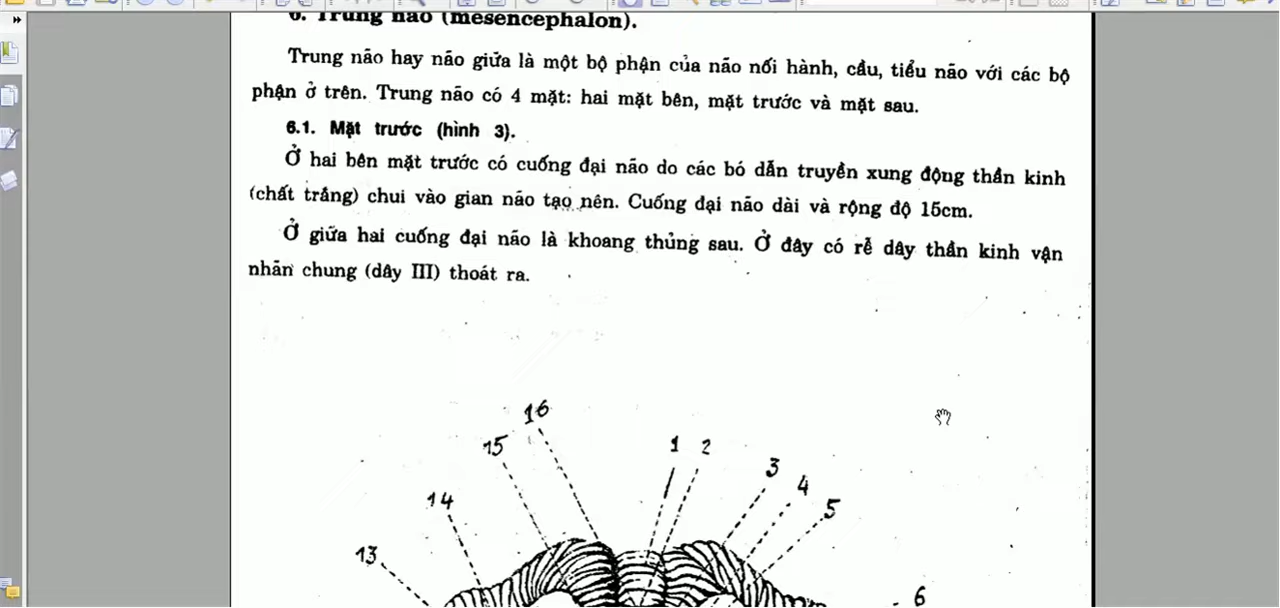 6. Trung não (mesencephalon).
Trung não hay não giữa là một bộ phận của não nối hành, cầu, tiểu não với các bộ
phận ở trên. Trung não có 4 mặt: hai mặt bên, mặt trước và mặt sau.
6.1. Mặt trước (hình 3).
Ở hai bên mặt trước có cuống đại não do các bó dẫn truyền xung động thần kinh
(chất trắng) chui vào gian não tạo nên. Cuống đại não dài và rộng độ 15cm.
Ở giữa hai cuống đại não là khoang thủng sau. Ở đây có rễ dây thần kinh vận
nhãn chung (dây III) thoát ra.
16
15 1 2
3
14 4
5
13
6